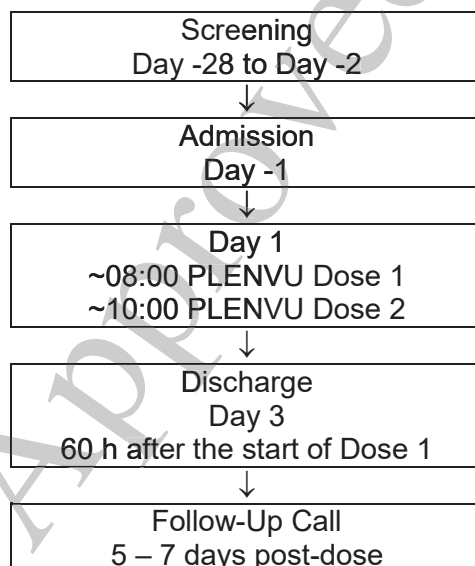 Screening
Day -28 to Day -2
↓
Admission
Day -1
↓
Day 1
~08:00 PLENVU Dose 1
~10:00 PLENVU Dose 2
↓
Discharge
Day 3
60 h after the start of Dose 1
↓
Follow-Up Call
5 – 7 days post-dose
Approve